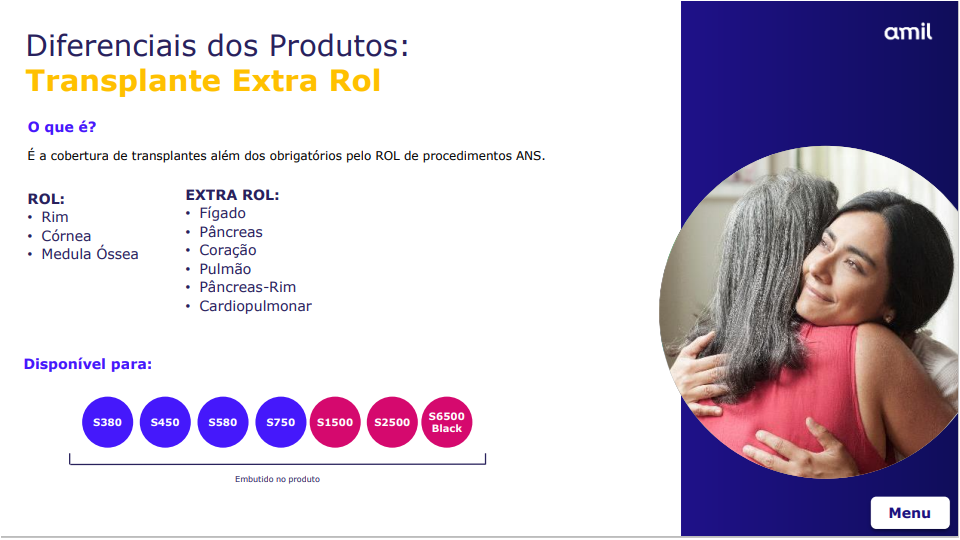 amil
Diferenciais dos Produtos:
Transplante Extra Rol
O que é?
É a cobertura de transplantes além dos obrigatórios pelo ROL de procedimentos ANS.
ROL:
• Rim
• Córnea
• Medula Óssea
EXTRA ROL:
• Fígado
• Pâncreas
• Coração
• Pulmão
• Pâncreas-Rim
• Cardiopulmonar
Disponível para:
S380
S450
S580
S750
S1500
S2500
S6500
Black
Embutido no produto
Menu